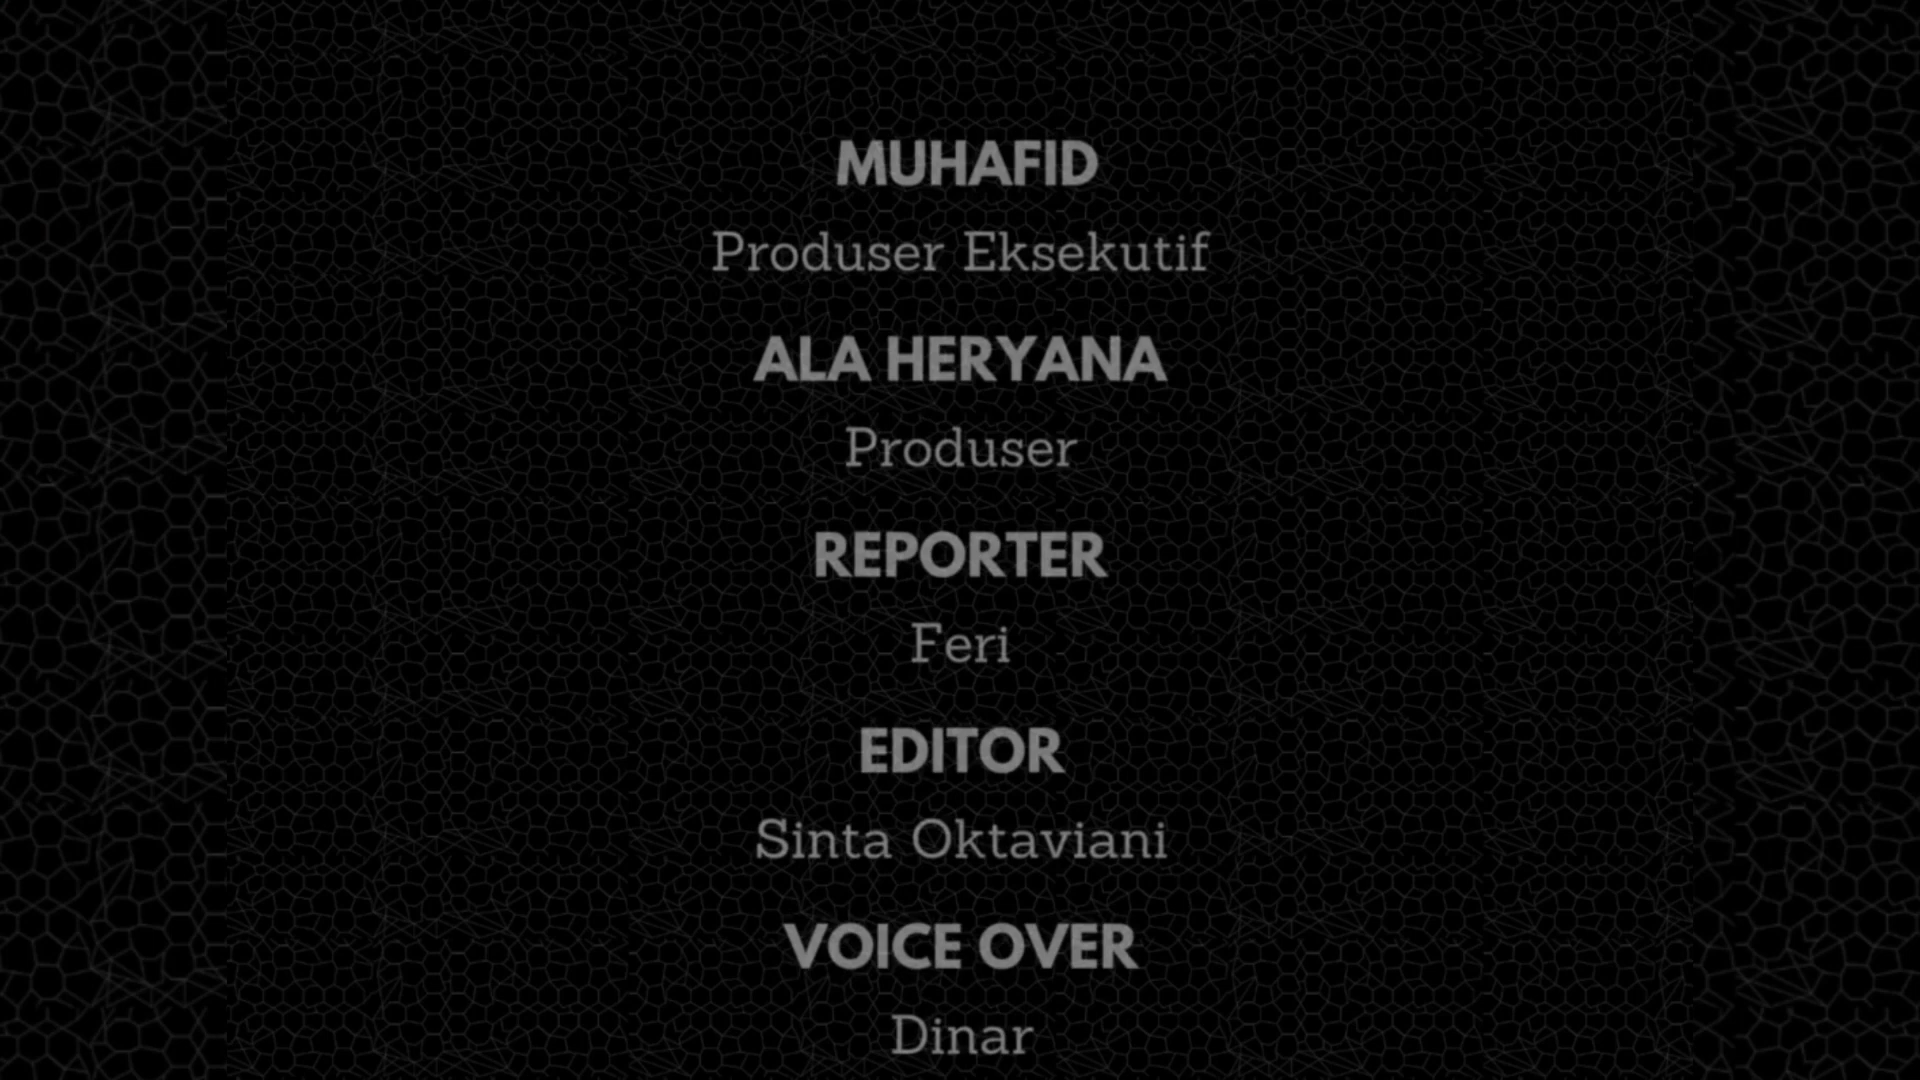 MUHAFID
Produser Eksekutif
ALA HERYANA
Produser
REPORTER
Feri
EDITOR
Sinta Oktaviani
VOICE OVER
Dinar